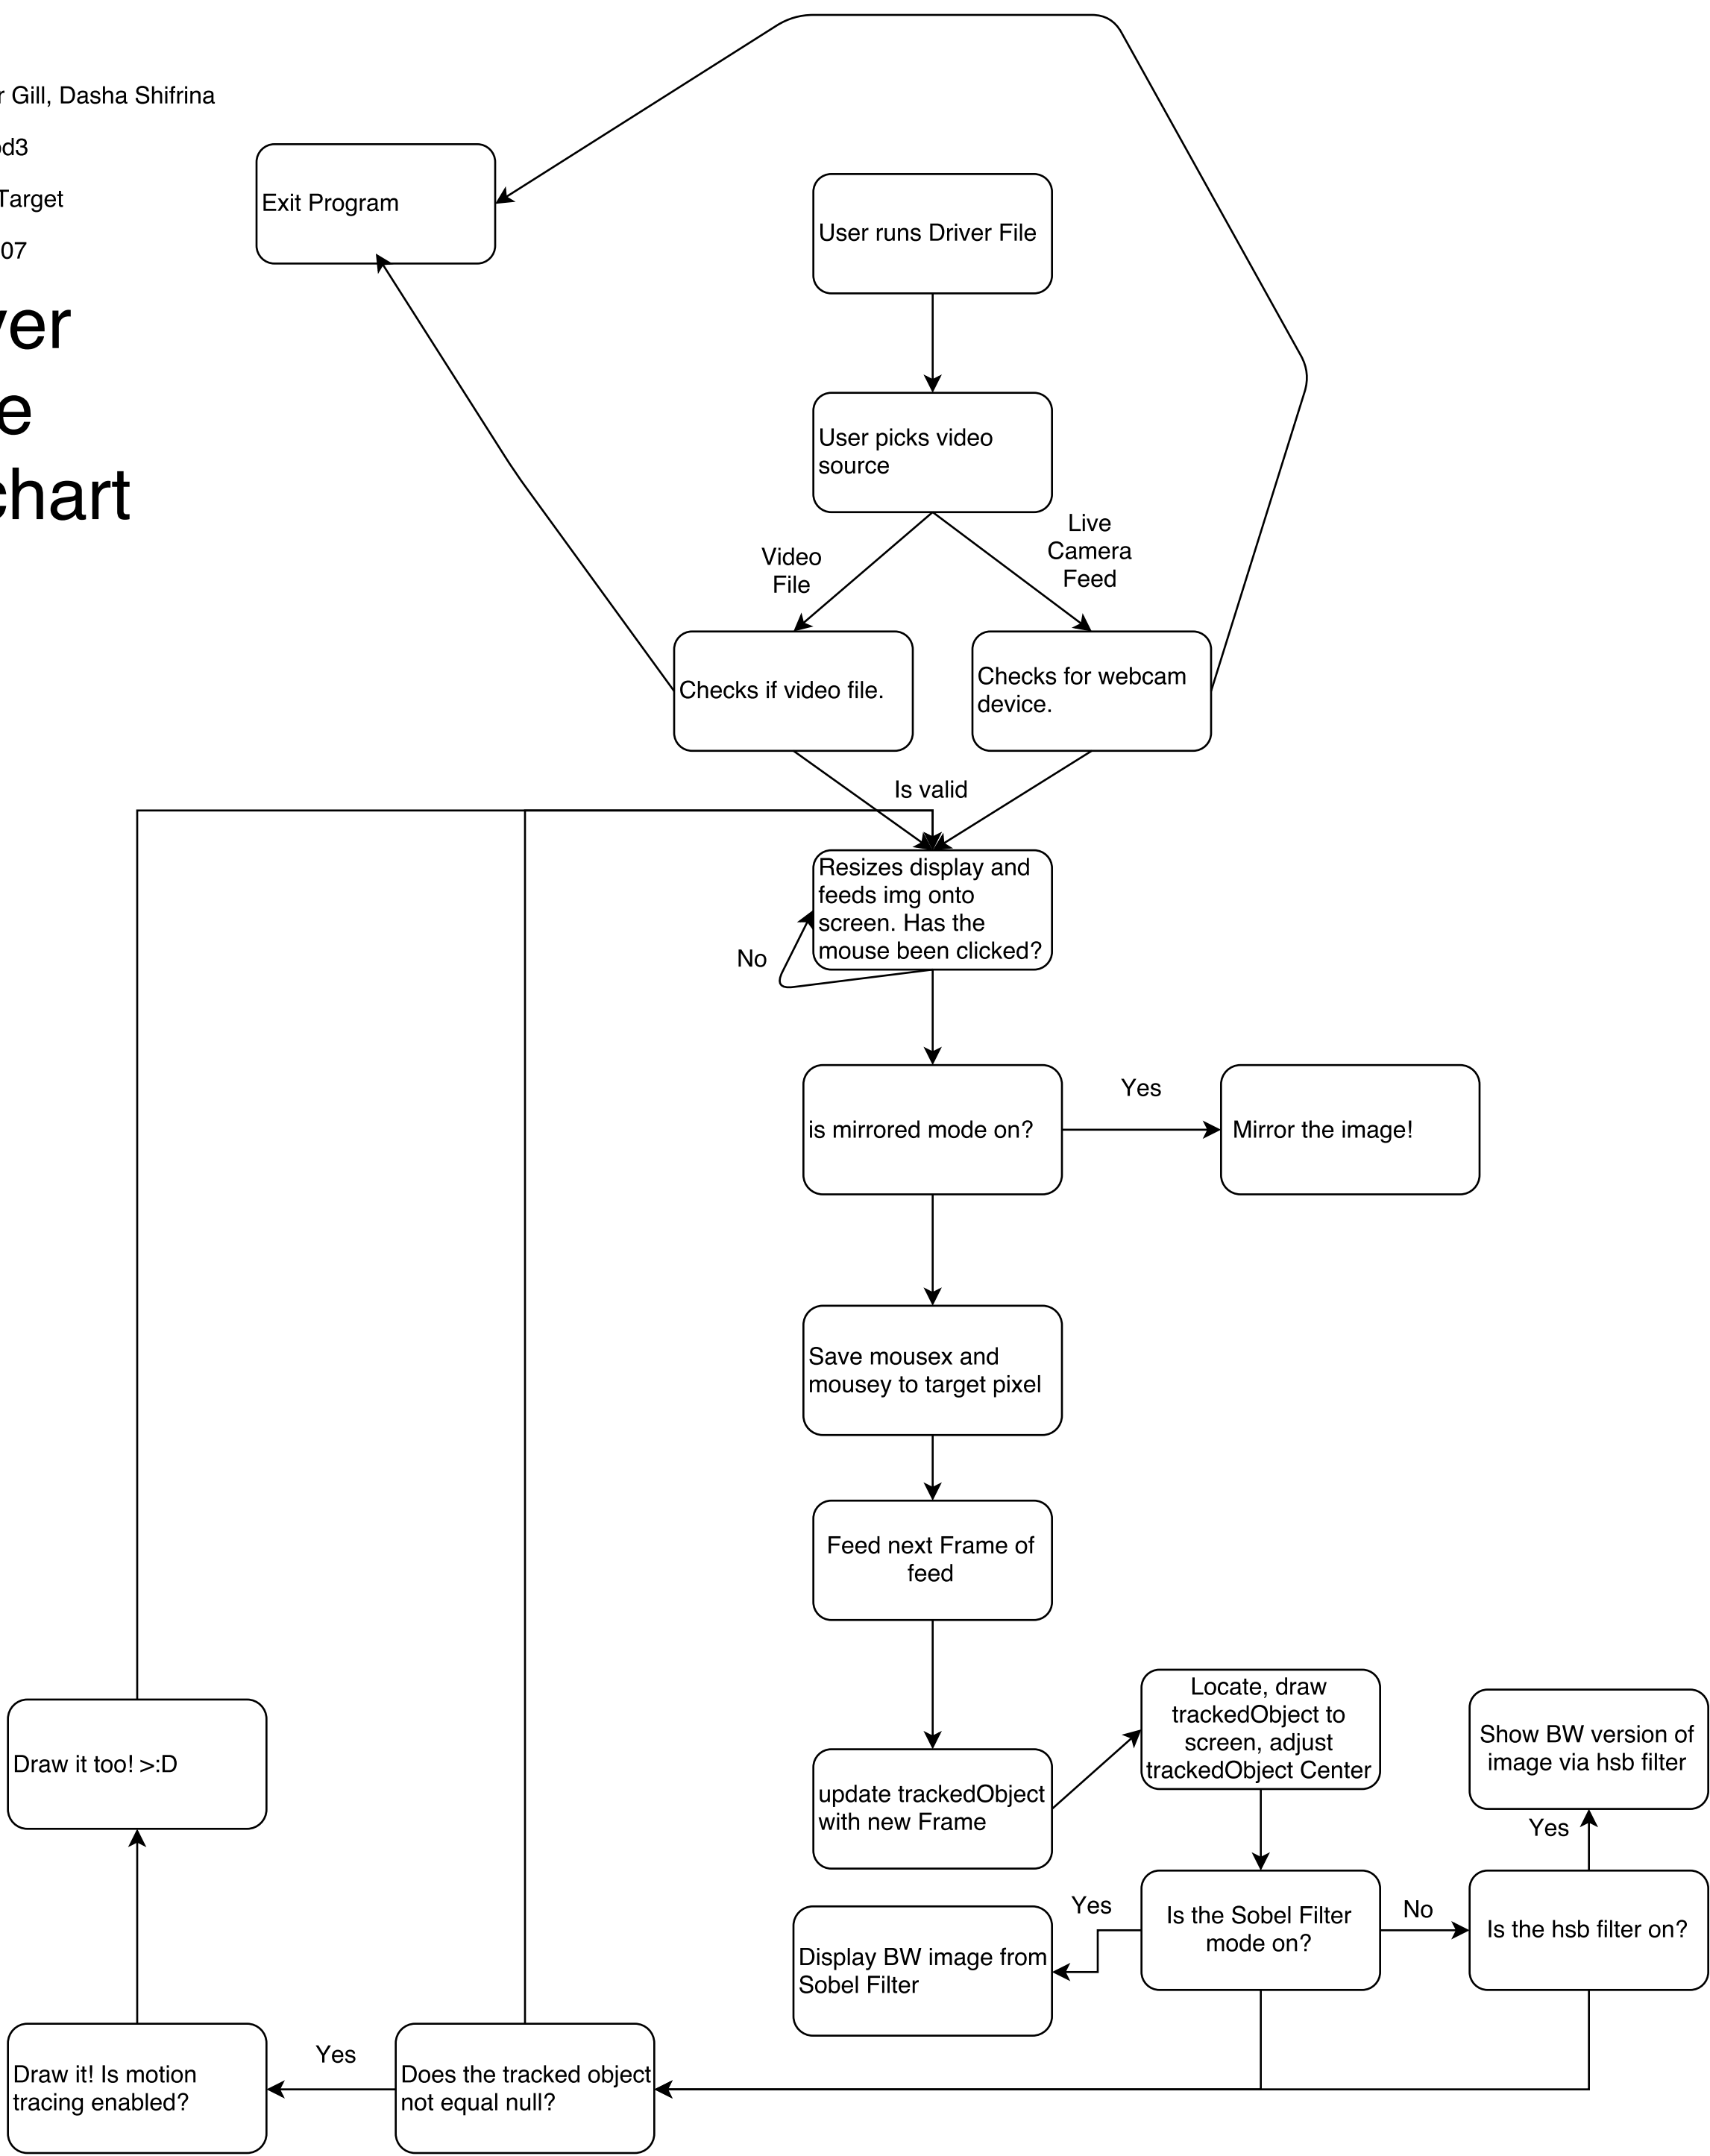 Gill, Dasha Shifrina
Target
07
chart
Exit Program
User runs Driver File
User picks video
source
Video
File
Live
Camera
Feed
Checks if video file.
Checks for webcam
device.
Is valid
Resizes display and
feeds img onto
screen. Has the
mouse been clicked?
No
is mirrored mode on?
Yes
Mirror the image!
Save mousex and
mousey to target pixel
Feed next Frame of
feed
update trackedObject
with new Frame
Locate, draw
trackedObject to
screen, adjust
trackedObject Center
Show BW version of
image via hsb filter
Yes
Is the Sobel Filter
mode on?
No
Is the hsb filter on?
Yes
Display BW image from
Sobel Filter
Draw it too! >:D
Draw it! Is motion
tracing enabled?
Yes
Does the tracked object
not equal null?